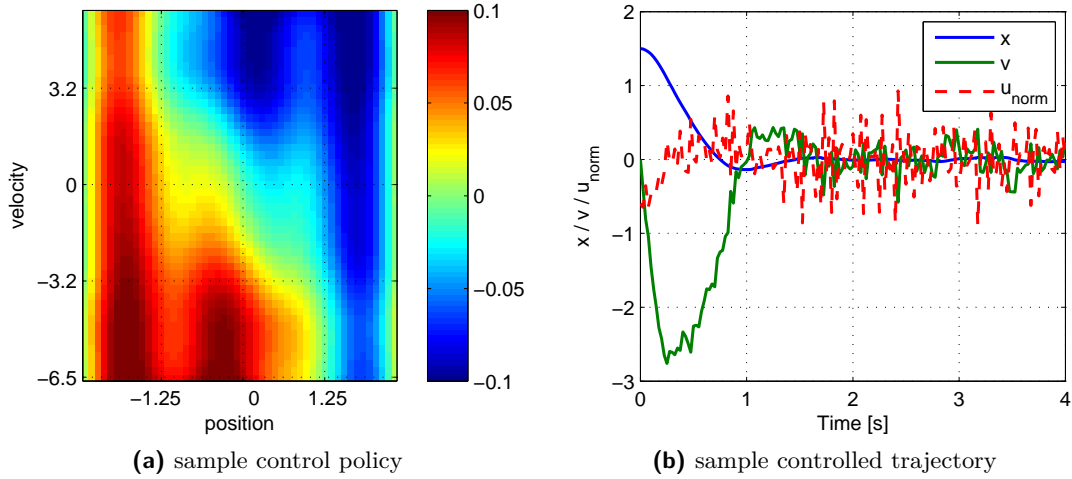 velocity
3.2
0
−3.2
−6.5
−1.25
0
1.25
position
0.1
0.05
0
−0.05
−0.1
(a) sample control policy
x / v / u_norm
2
1
0
−1
−2
−3
0
1
2
3
4
Time [s]
x
v
u_norm
(b) sample controlled trajectory